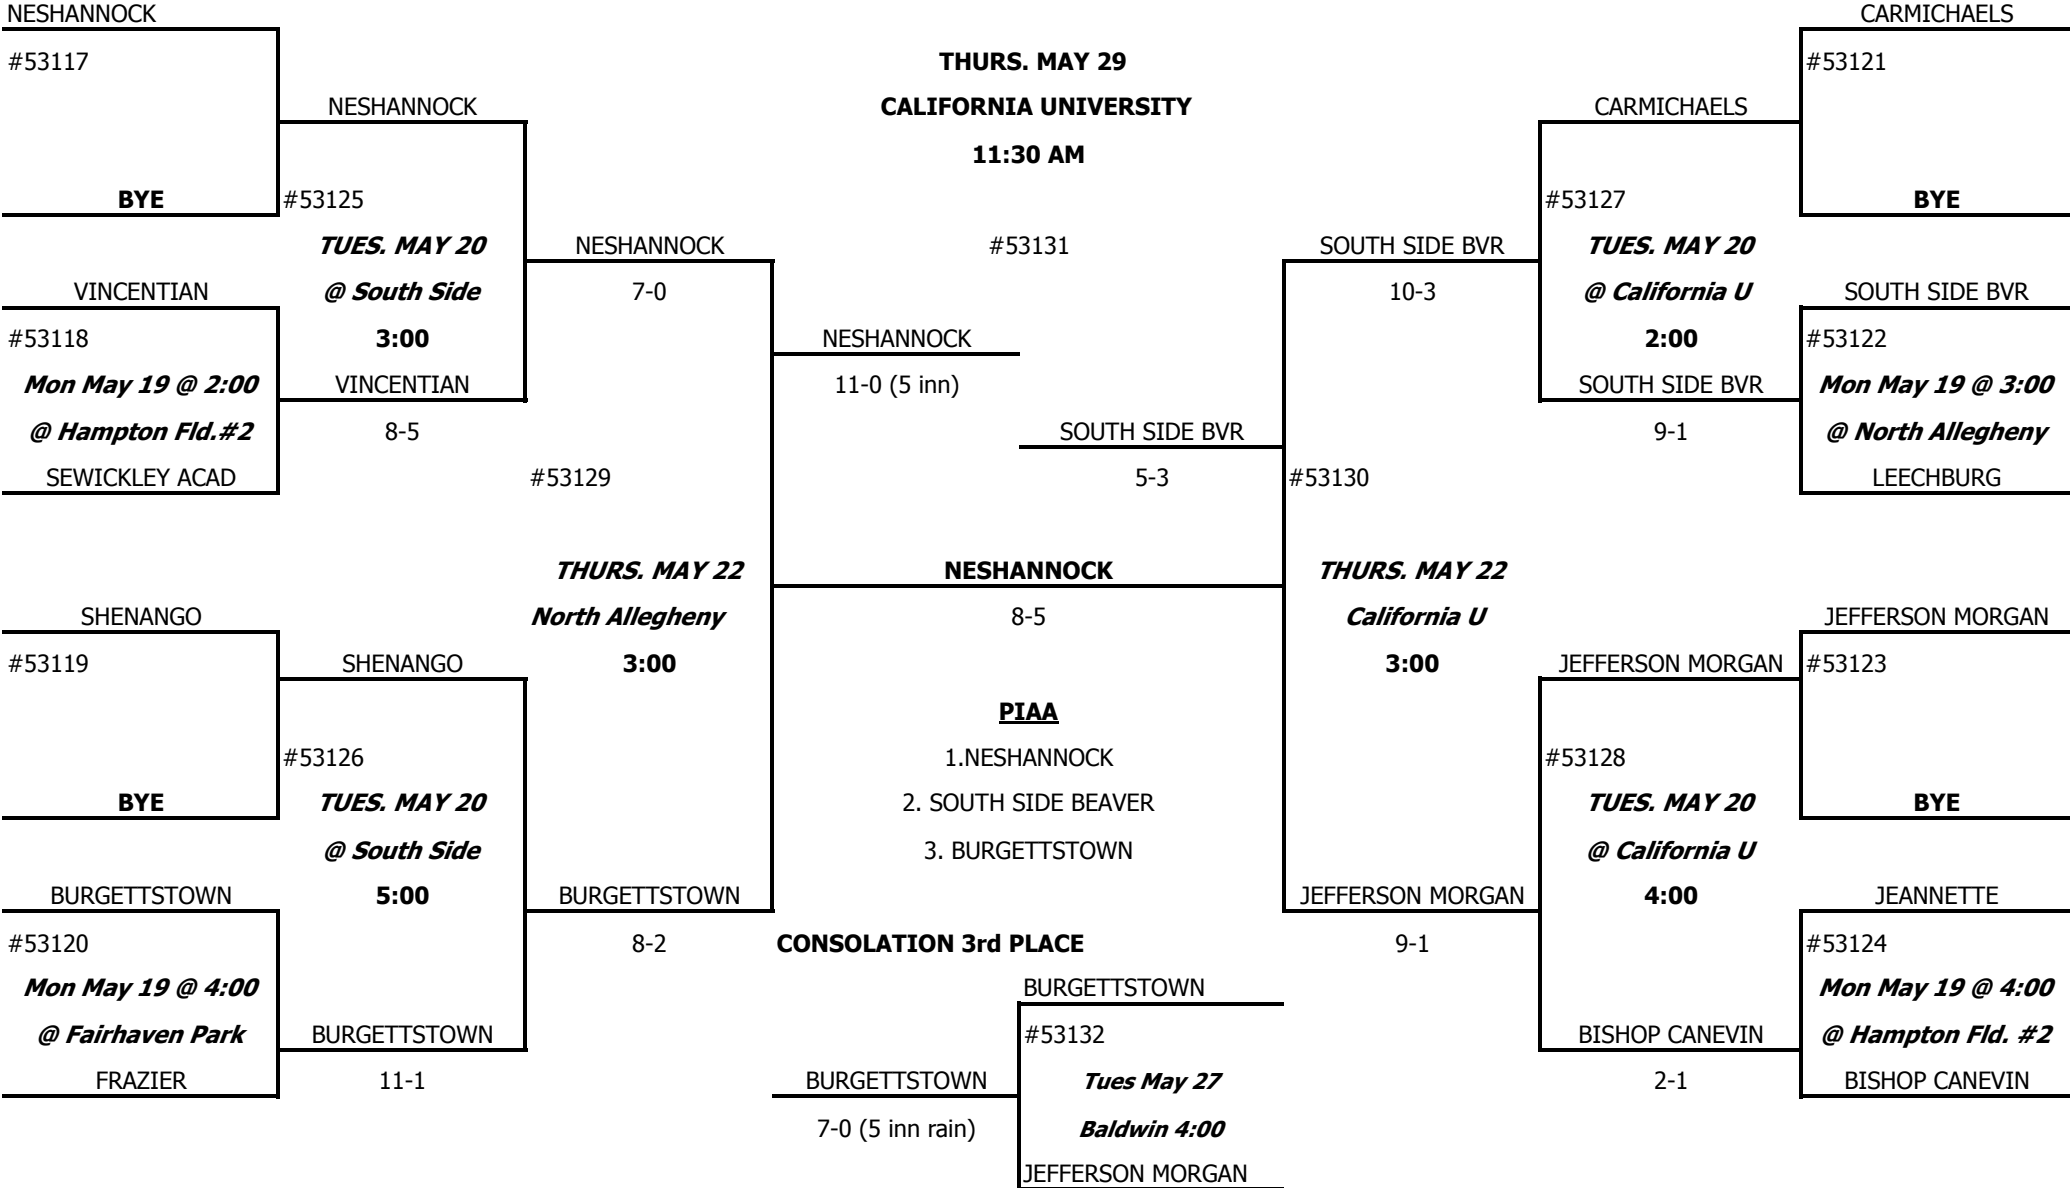 NESHANNOCK
#53117
BYE
NESHANNOCK
#53125
TUES. MAY 20
@ South Side
3:00
VINCENTIAN
#53118
Mon May 19 @ 2:00
@ Hampton Fld.#2
SEWICKLEY ACAD
VINCENTIAN
8-5
NESHANNOCK
7-0
#53129
THURS. MAY 22
North Allegheny
3:00
SHENANGO
#53119
BYE
SHENANGO
#53126
TUES. MAY 20
@ South Side
5:00
BURGETTSTOWN
#53120
Mon May 19 @ 4:00
@ Fairhaven Park
FRAZIER
BURGETTSTOWN
11-1
BURGETTSTOWN
8-2
THURS. MAY 29
CALIFORNIA UNIVERSITY
11:30 AM
#53131
NESHANNOCK
11-0 (5 inn)
SOUTH SIDE BVR
5-3
NESHANNOCK
8-5
PIAA
1.NESHANNOCK
2. SOUTH SIDE BEAVER
3. BURGETTSTOWN
CONSOLATION 3rd PLACE
BURGETTSTOWN
#53132
Tues May 27
Baldwin 4:00
JEFFERSON MORGAN
BURGETTSTOWN
7-0 (5 inn rain)
SOUTH SIDE BVR
10-3
#53130
THURS. MAY 22
California U
3:00
JEFFERSON MORGAN
9-1
CARMICHAELS
#53127
TUES. MAY 20
@ California U
2:00
SOUTH SIDE BVR
9-1
JEFFERSON MORGAN
#53128
TUES. MAY 20
@ California U
4:00
BISHOP CANEVIN
2-1
CARMICHAELS
#53121
BYE
SOUTH SIDE BVR
#53122
Mon May 19 @ 3:00
@ North Allegheny
LEECHBURG
JEFFERSON MORGAN
#53123
BYE
JEANNETTE
#53124
Mon May 19 @ 4:00
@ Hampton Fld. #2
BISHOP CANEVIN